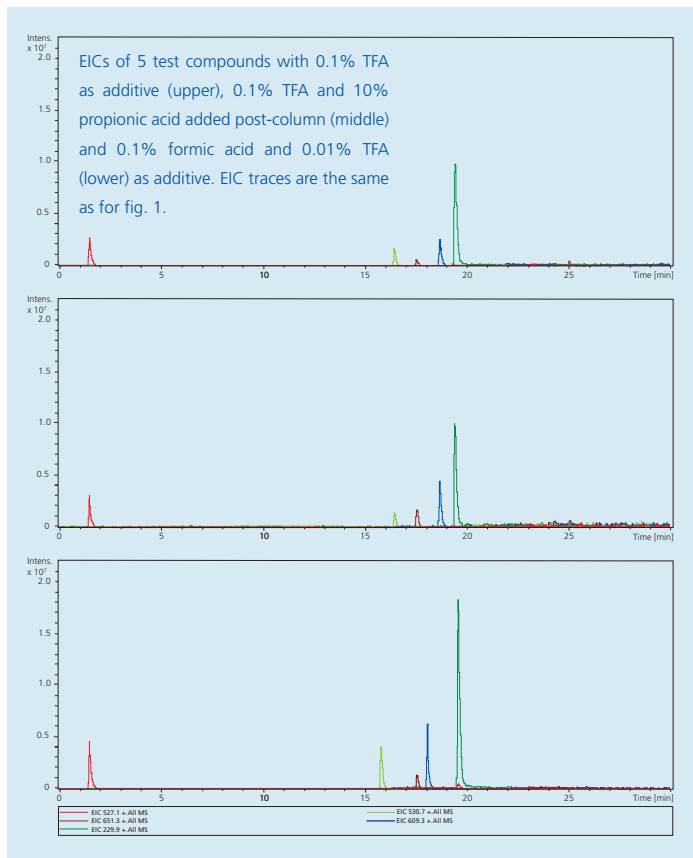 Intens.
x 10⁷
2.0
1.5
1.0
0.5
0
EICs of 5 test compounds with 0.1% TFA
as additive (upper), 0.1% TFA and 10%
propionic acid added post-column (middle)
and 0.1% formic acid and 0.01% TFA
(lower) as additive. EIC traces are the same
as for fig. 1.
0 5 10 15 20 25 Time [min]
Intens.
x 10⁷
2.0
1.5
1.0
0.5
0
0 5 10 15 20 25 Time [min]
Intens.
x 10⁷
2.0
1.5
1.0
0.5
0
0 5 10 15 20 25 Time [min]
EIC 527.1 +.All MS EIC 530.7 +.All MS
EIC 651.3 +.All MS EIC 609.3 +.All MS
EIC 229.9 +.All MS